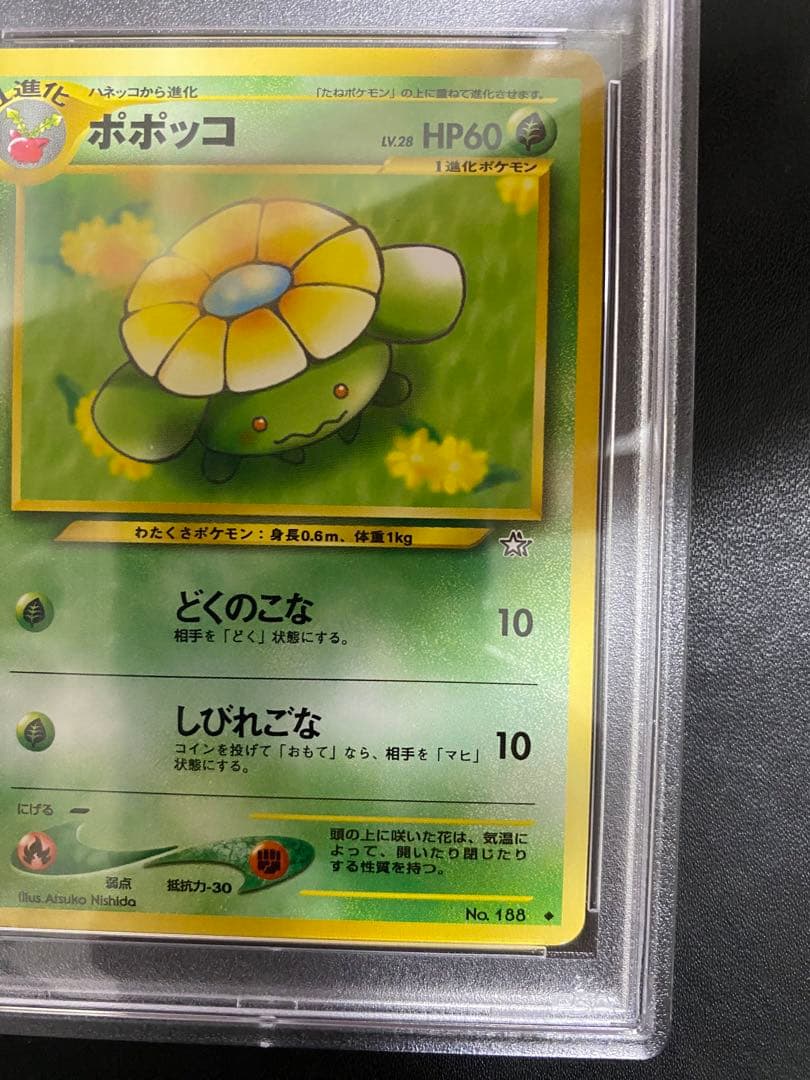 1進化
ハネッコから進化
「たねポケモン」の上に重ねて進化させます。
ポポッコ
LV.28 HP60
1進化ポケモン
わたくさポケモン：身長0.6m、体重1kg
どくのこな
相手を「どく」状態にする。
10
しびれごな
コインを投げて「おもて」なら、相手を「マヒ」
状態にする。
10
にげる
弱点
抵抗力-30
頭の上に咲いた花は、気温に
よって、開いたり閉じたり
する性質を持つ。
Illus.Atsuko Nishida
No. 188